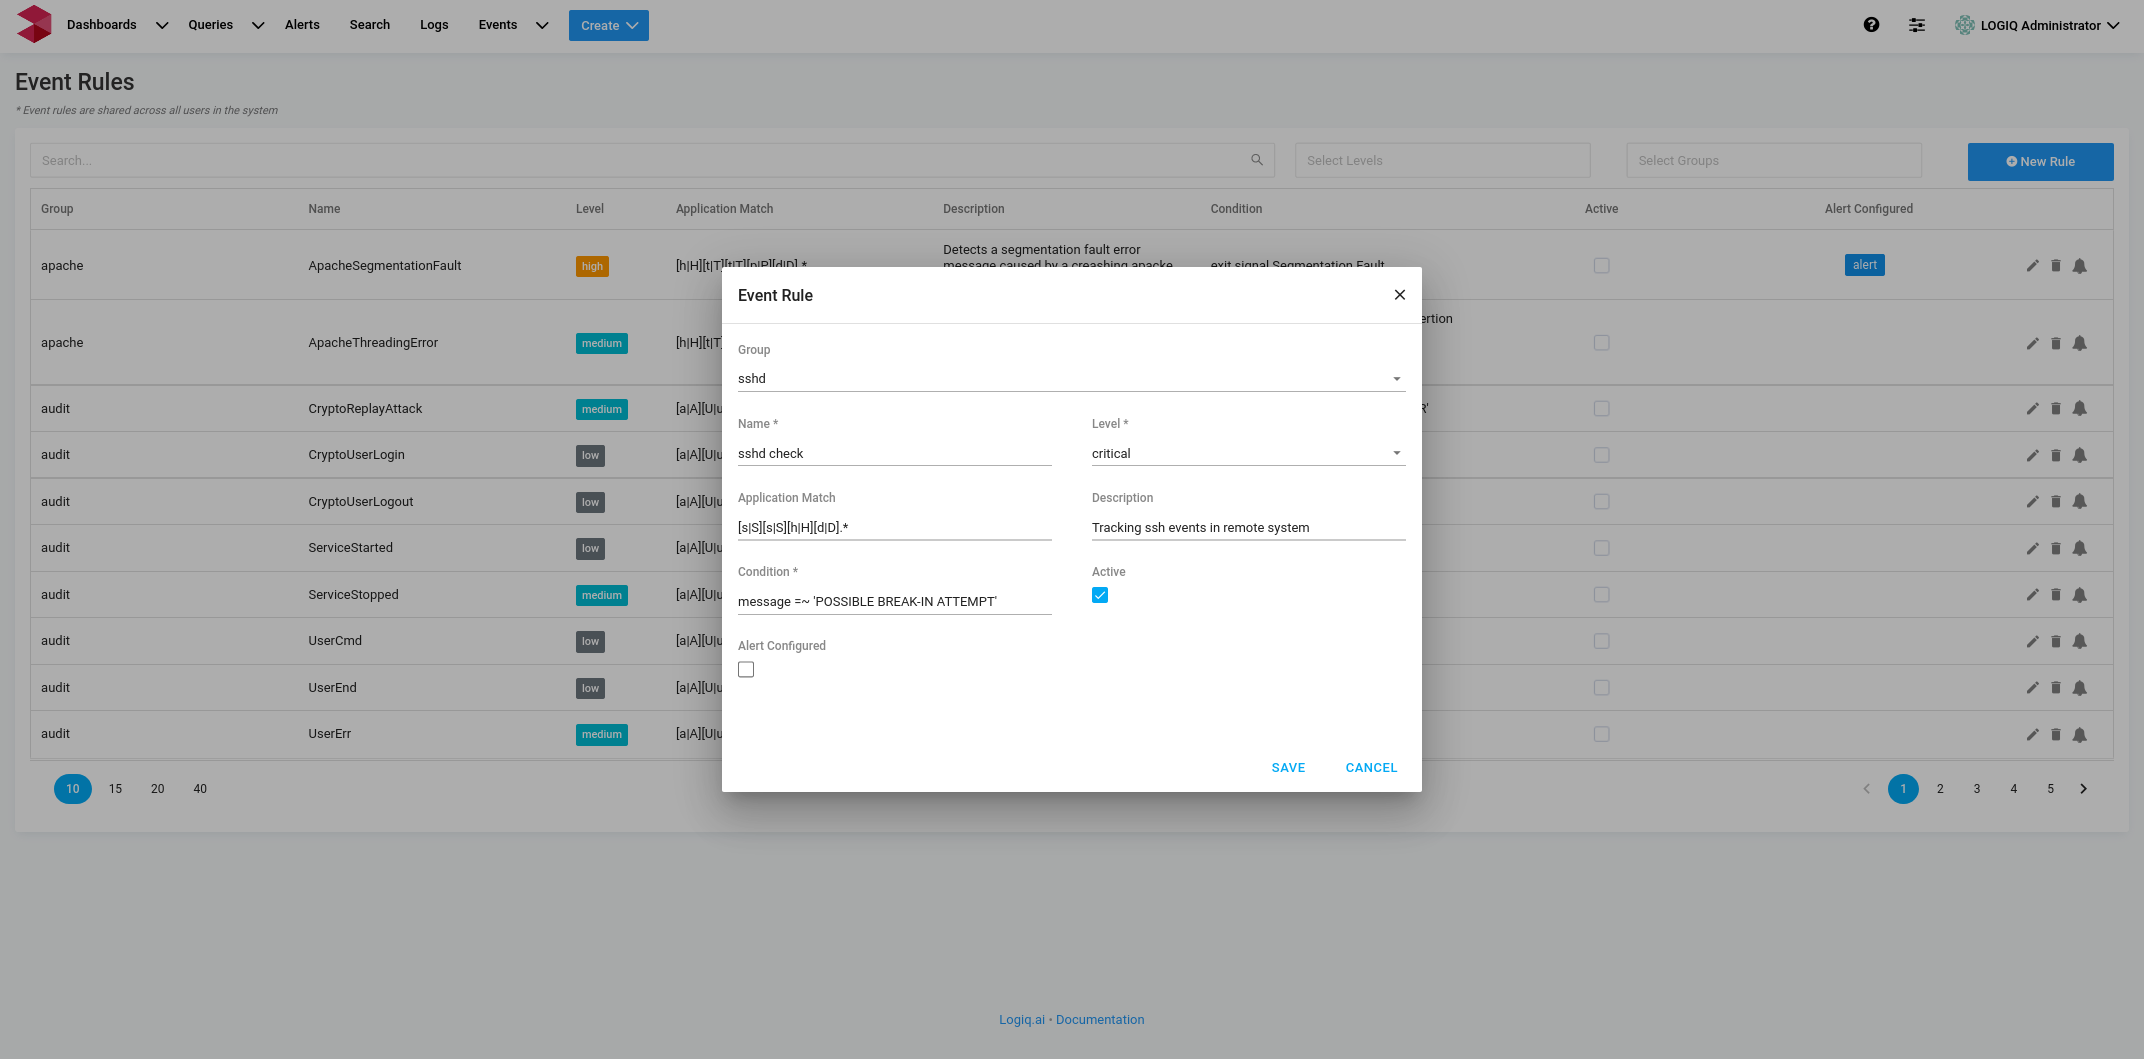 Dashboards Queries Alerts Search Logs Events Create LOGIQ Administrator
Event Rules
* Event rules are shared across all users in the system
Search... Select Levels Select Groups New Rule
Group Name Level Application Match Description Condition Active Alert Configured
Detects a segmentation fault error
apache ApacheSegmentationFault high [h|H][t|T][t|T][p|P][d|D].* message caused by a creashing apache exit signal Segmentation Fault alert
ertion
apache ApacheThreadingError medium [h|H][t|T]
audit CryptoReplayAttack medium [a|A][U|u R'
audit CryptoUserLogin low [a|A][U|u
audit CryptoUserLogout low [a|A][U|u
audit ServiceStarted low [a|A][U|u
audit ServiceStopped medium [a|A][U|u
audit UserCmd low [a|A][U|u
audit UserEnd low [a|A][U|u
audit UserErr medium [a|A][U|u
10 15 20 40 1 2 3 4 5
Event Rule
Group
sshd
Name * Level *
sshd check critical
Application Match Description
[s|S][s|S][h|H][d|D].* Tracking ssh events in remote system
Condition * Active
message =~ 'POSSIBLE BREAK-IN ATTEMPT'
Alert Configured
SAVE CANCEL
Logiq.ai • Documentation